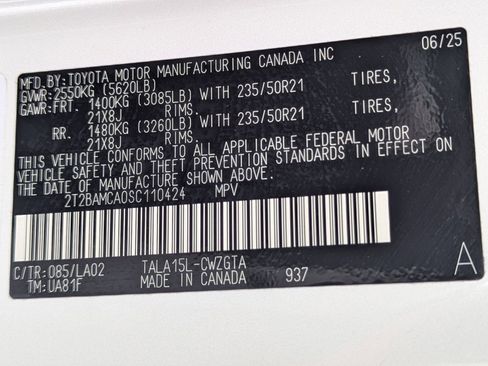 MFD.BY:TOYOTA MOTOR MANUFACTURING CANADA INC 06/25
GVWR:2550KG (5620LB)
GAWR:FRT. 1400KG (3085LB) WITH 235/50R21 TIRES,
21X8J RIMS.
RR. 1480KG (3260LB) WITH 235/50R21 TIRES,
21X8J RIMS.
THIS VEHICLE CONFORMS TO ALL APPLICABLE FEDERAL MOTOR
VEHICLE SAFETY AND THEFT PREVENTION STANDARDS IN EFFECT ON
THE DATE OF MANUFACTURE SHOWN ABOVE.
2T2BAMCA0SC110424 MPV
C/TR:085/LA02 TALA15L-CWZGTA A
TM:UA81F MADE IN CANADA 937